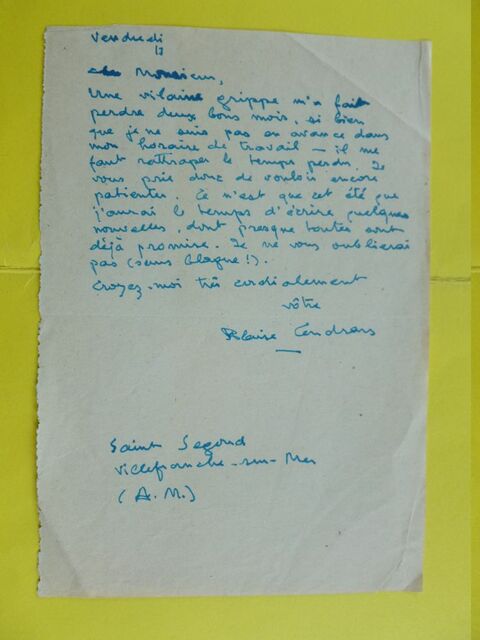 Vendredi
13
cher Monsieur,
Une vilaine grippe m'a fait
perdre deux bons mois, si bien
que je ne suis pas en avance dans
mon horaire de travail — il me
faut rattraper le temps perdu. Je
vous prie donc de vouloir encore
patienter. Ce n'est que cet été que
j'aurai le temps d'écrire quelques
nouvelles, dont presque toutes sont
déjà promise. Je ne vous oublierai
pas (sans blague!).
Croyez-moi très cordialement
vôtre
Blaise Cendrars
Saint Segond
Villefranche-sur-Mer
(A.M.)